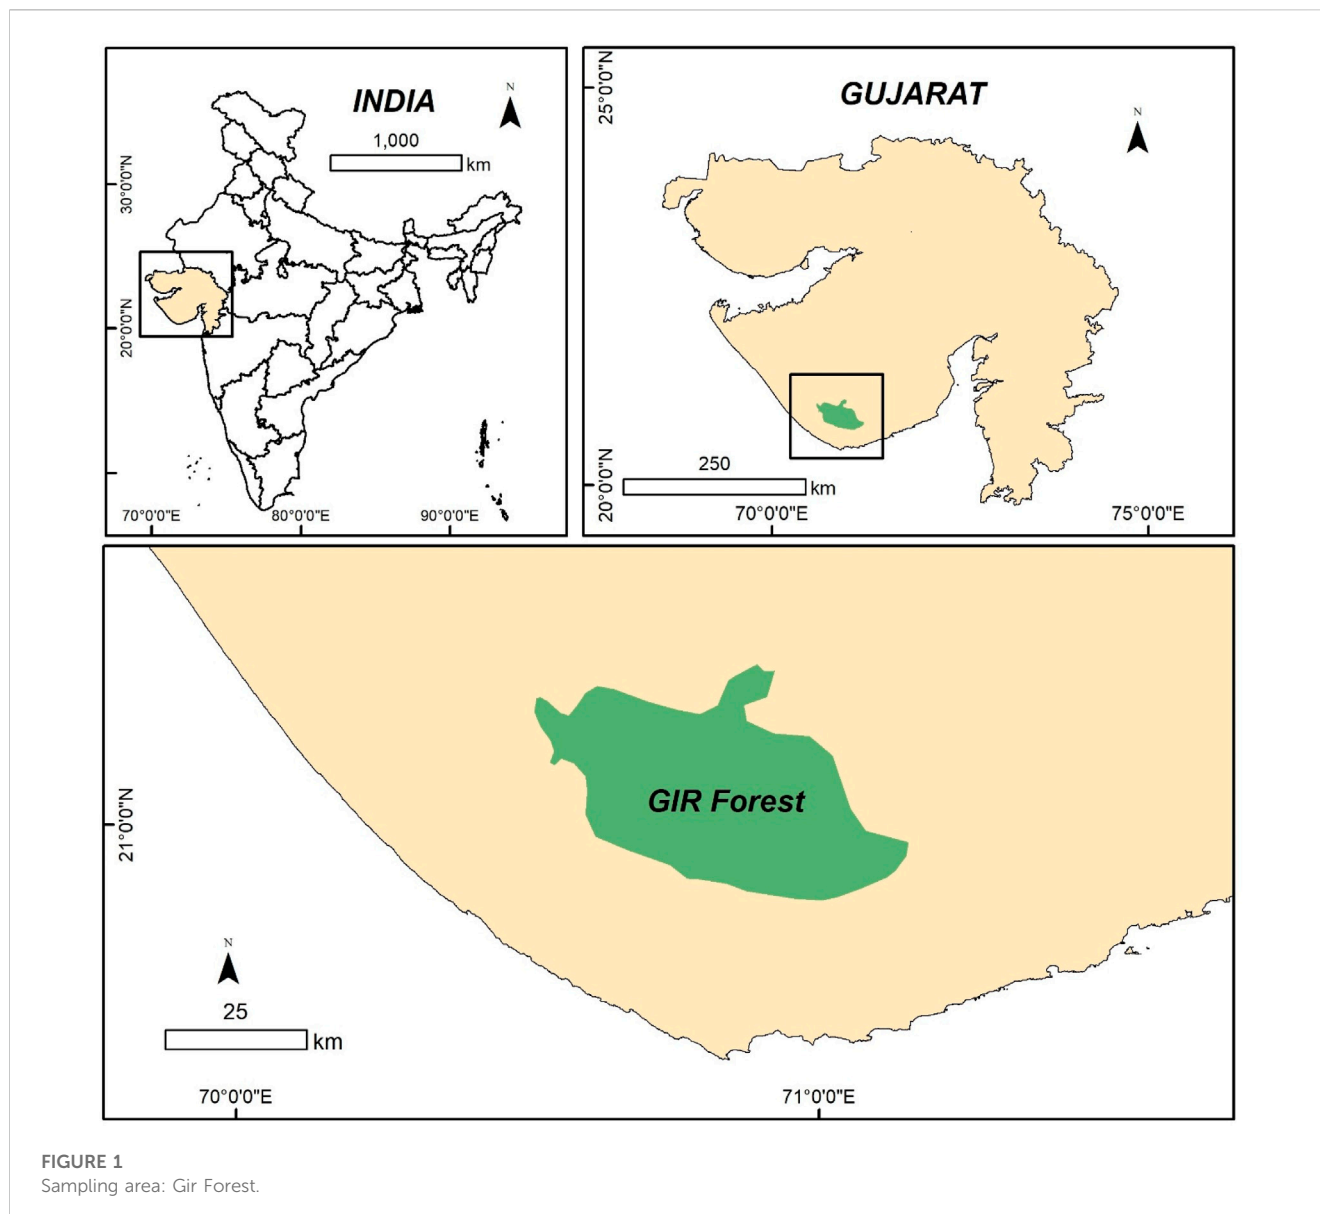 INDIA
N
1,000
km
30°0'0"N
20°0'0"N
70°0'0"E
80°0'0"E
90°0'0"E
GUJARAT
N
25°0'0"N
20°0'0"N
250
km
70°0'0"E
75°0'0"E
GIR Forest
21°0'0"N
N
25
km
70°0'0"E
71°0'0"E
FIGURE 1
Sampling area: Gir Forest.